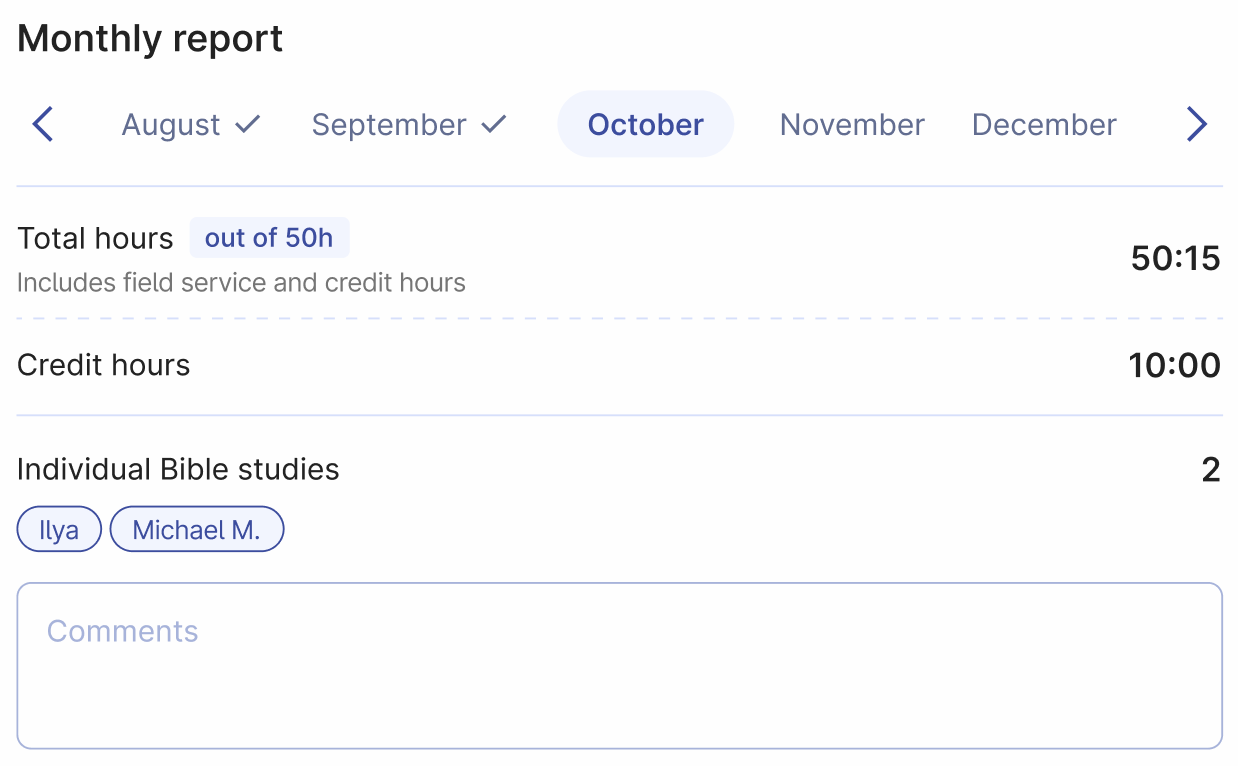 Monthly report
August September October November December
Total hours out of 50h
50:15
Includes field service and credit hours
Credit hours 10:00
Individual Bible studies 2
Ilya Michael M.
Comments